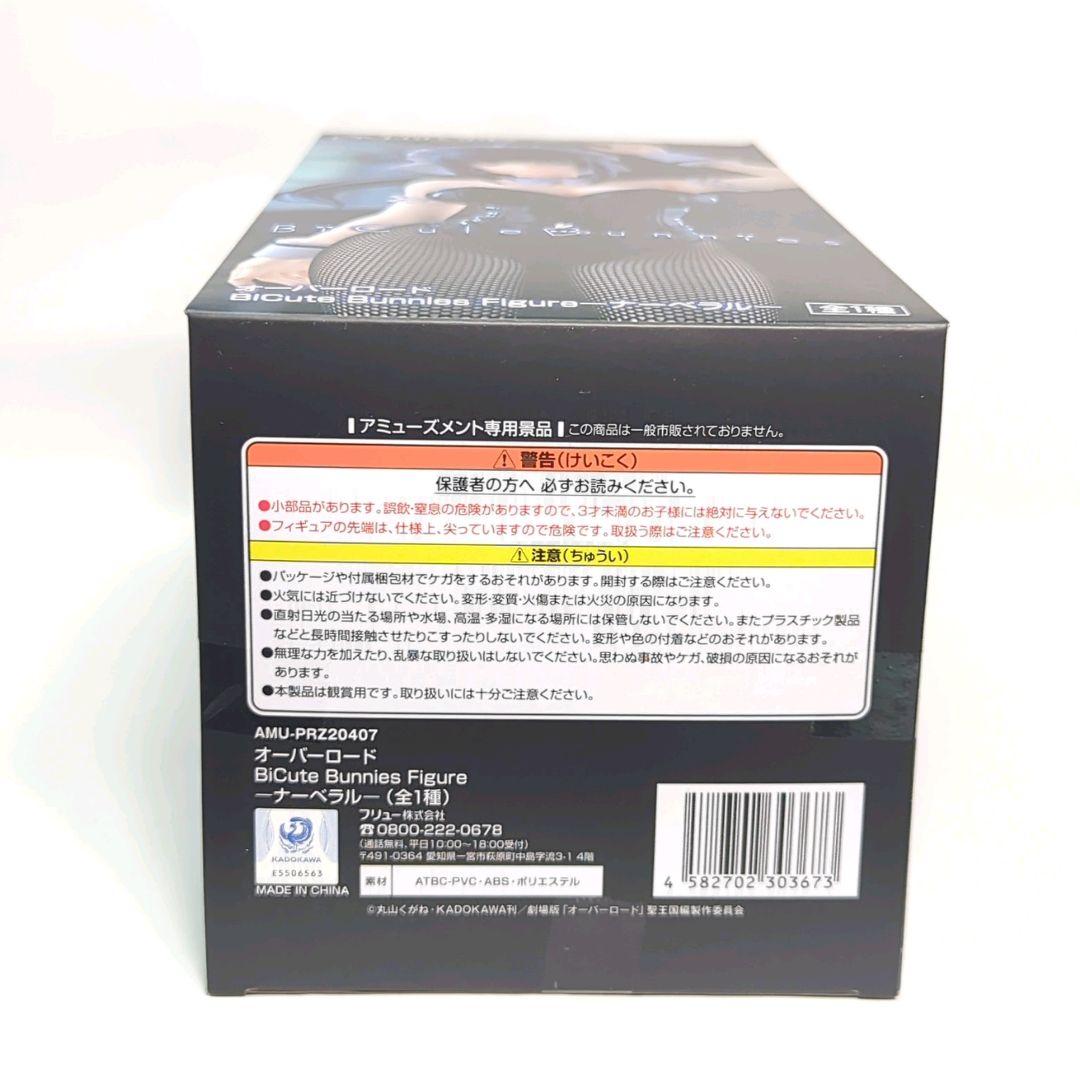 BiCute Bunnies
オーバーロード
BiCute Bunnies Figure―ナーベラル―
全1種
アミューズメント専用景品 この商品は一般市販されておりません。
警告(けいこく)
保護者の方へ 必ずお読みください。
●小部品があります。誤飲・窒息の危険がありますので、3才未満のお子様には絶対に与えないでください。
●フィギュアの先端は、仕様上、尖っていますので危険です。取扱う際はご注意ください。
注意(ちゅうい)
●パッケージや付属梱包材でケガをするおそれがあります。開封する際はご注意ください。
●火気には近づけないでください。変形・変質・火傷または火災の原因になります。
●直射日光の当たる場所や水場、高温・多湿になる場所には保管しないでください。またプラスチック製品
などと長時間接触させたりこすったりしないでください。変形や色の付着などのおそれがあります。
●無理な力を加えたり、乱暴な取り扱いはしないでください。思わぬ事故やケガ、破損の原因になるおそれが
あります。
●本製品は観賞用です。取り扱いには十分ご注意ください。
AMU-PRZ20407
オーバーロード
BiCute Bunnies Figure
―ナーベラル―(全1種)
フリュー株式会社
☎0800-222-0678
(通話無料、平日10:00～18:00受付)
〒491-0364 愛知県一宮市萩原町中島字流3-1 4階
KADOKAWA
E5506563
MADE IN CHINA
素材 ATBC-PVC・ABS・ポリエステル
4 582702 303673
©丸山くがね・KADOKAWA刊／劇場版「オーバーロード」聖王国編製作委員会